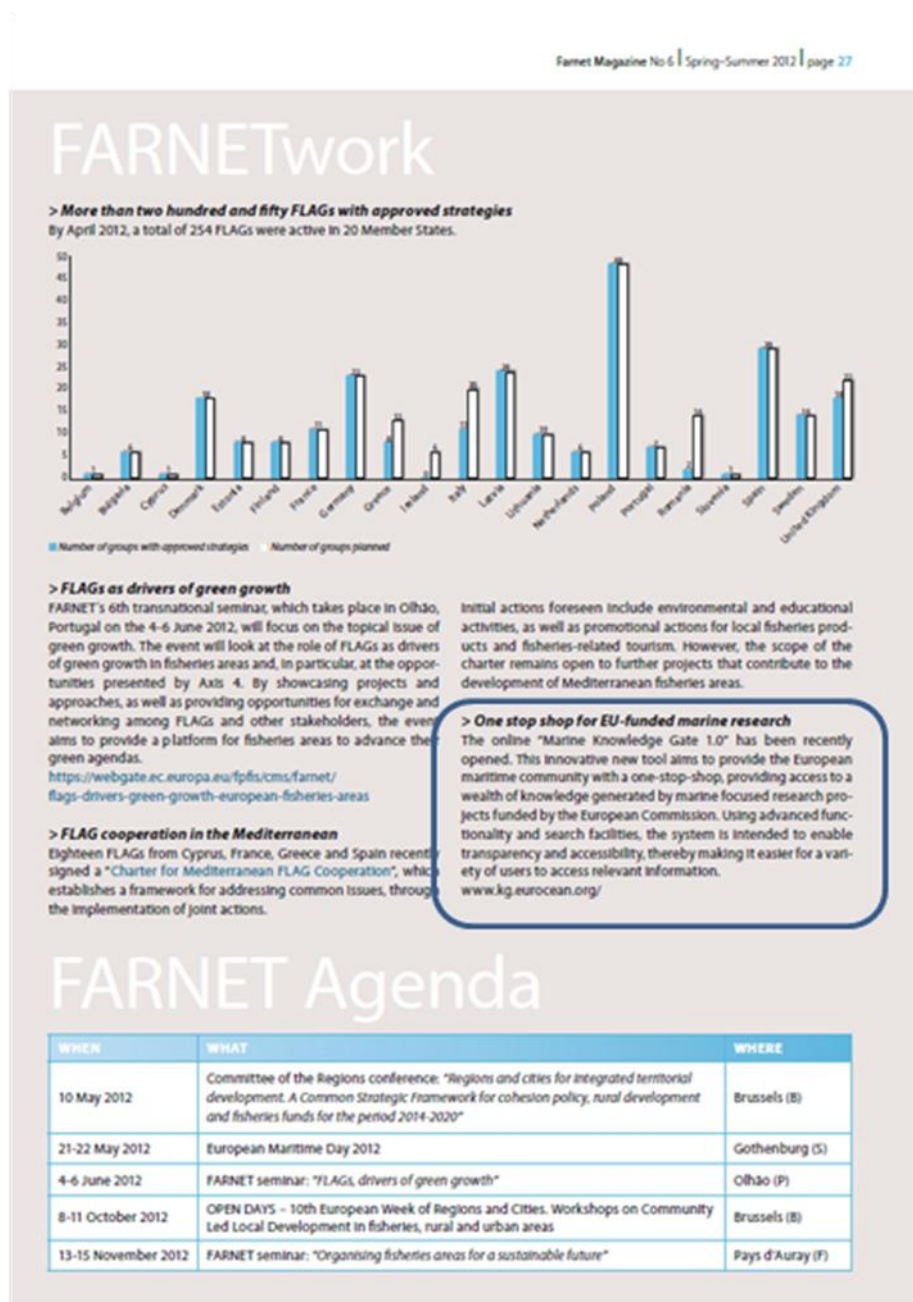 Farnet Magazine No 6 | Spring–Summer 2012 | page 27
FARNETwork
> More than two hundred and fifty FLAGs with approved strategies
By April 2012, a total of 254 FLAGs were active in 20 Member States.
50
45
40
35
30
25
20
15
10
5
0
Belgium
Bulgaria
Cyprus
Denmark
Estonia
Finland
France
Germany
Greece
Ireland
Italy
Latvia
Lithuania
Netherlands
Poland
Portugal
Romania
Slovenia
Spain
Sweden
United Kingdom
Number of groups with approved strategies Number of groups planned
> FLAGs as drivers of green growth
FARNET's 6th transnational seminar, which takes place in Olhão,
Portugal on the 4-6 June 2012, will focus on the topical issue of
green growth. The event will look at the role of FLAGs as drivers
of green growth in fisheries areas and, in particular, at the oppor-
tunities presented by Axis 4. By showcasing projects and
approaches, as well as providing opportunities for exchange and
networking among FLAGs and other stakeholders, the event
aims to provide a platform for fisheries areas to advance their
green agendas.
https://webgate.ec.europa.eu/fpfis/cms/farnet/
flags-drivers-green-growth-european-fisheries-areas
> FLAG cooperation in the Mediterranean
Eighteen FLAGs from Cyprus, France, Greece and Spain recently
signed a "Charter for Mediterranean FLAG Cooperation", which
establishes a framework for addressing common issues, through
the implementation of joint actions.
Initial actions foreseen include environmental and educational
activities, as well as promotional actions for local fisheries prod-
ucts and fisheries-related tourism. However, the scope of the
charter remains open to further projects that contribute to the
development of Mediterranean fisheries areas.
> One stop shop for EU-funded marine research
The online "Marine Knowledge Gate 1.0" has been recently
opened. This innovative new tool aims to provide the European
maritime community with a one-stop-shop, providing access to a
wealth of knowledge generated by marine focused research pro-
jects funded by the European Commission. Using advanced func-
tionality and search facilities, the system is intended to enable
transparency and accessibility, thereby making it easier for a vari-
ety of users to access relevant information.
www.kg.eurocean.org/
FARNET Agenda
WHEN WHAT WHERE
10 May 2012 Committee of the Regions conference: "Regions and cities for integrated territorial
development. A Common Strategic Framework for cohesion policy, rural development
and fisheries funds for the period 2014-2020" Brussels (B)
21-22 May 2012 European Maritime Day 2012 Gothenburg (S)
4-6 June 2012 FARNET seminar: "FLAGs, drivers of green growth" Olhão (P)
8-11 October 2012 OPEN DAYS – 10th European Week of Regions and Cities. Workshops on Community
Led Local Development in fisheries, rural and urban areas Brussels (B)
13-15 November 2012 FARNET seminar: "Organising fisheries areas for a sustainable future" Pays d'Auray (F)